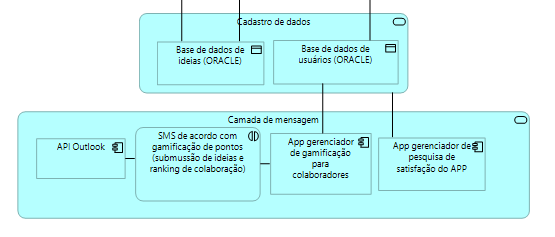 Cadastro de dados
Base de dados de
ideias (ORACLE)
Base de dados de
usuários (ORACLE)
Camada de mensagem
API Outlook
SMS de acordo com
gamificação de pontos
(submussão de ideias e
ranking de colaboração)
App gerenciador
de gamificação
para
colaboradores
App gerenciador de
pesquisa de
satisfação do APP